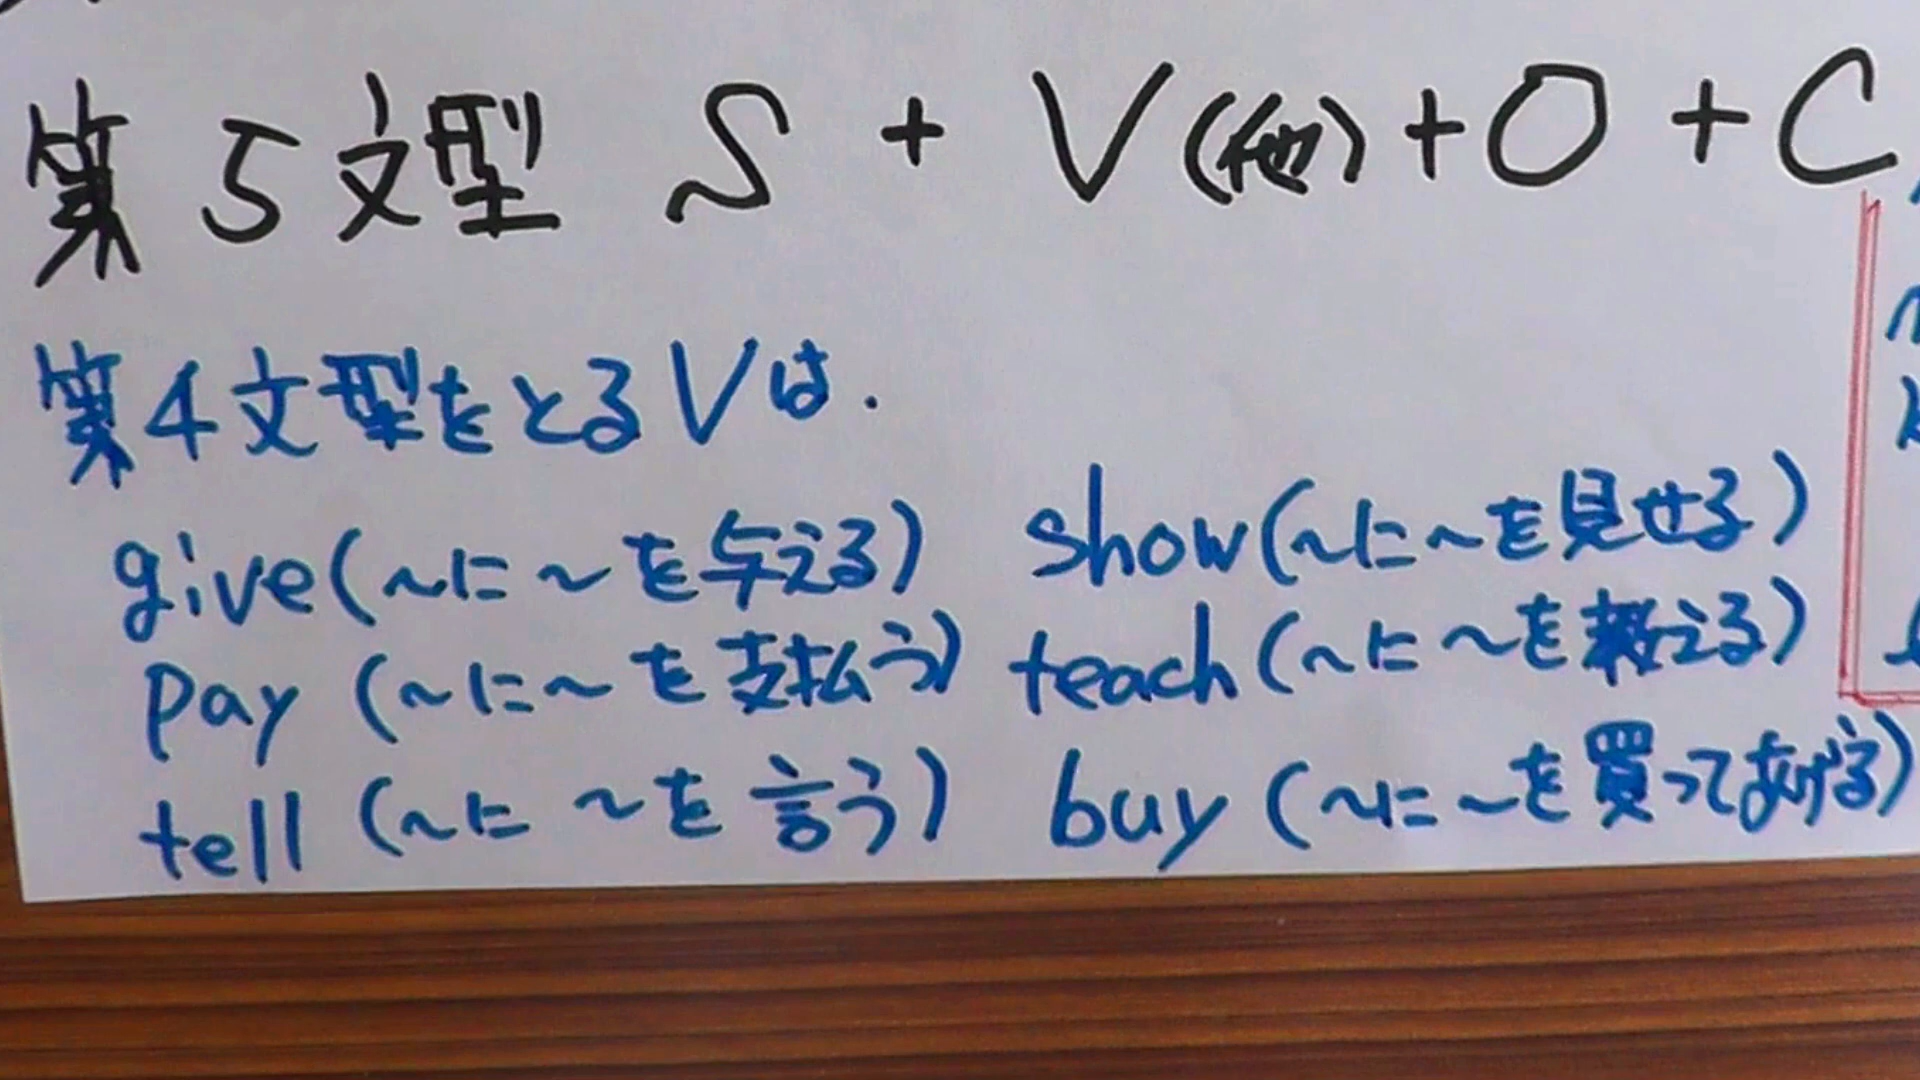 第5文型 S + V(他) + O + C
第4文型をとるVは.
give(~に~を与える) show(~に~を見せる)
pay (~に~を支払う) teach(~に~を教える)
tell (~に~を言う) buy (~に~を買ってあげる)